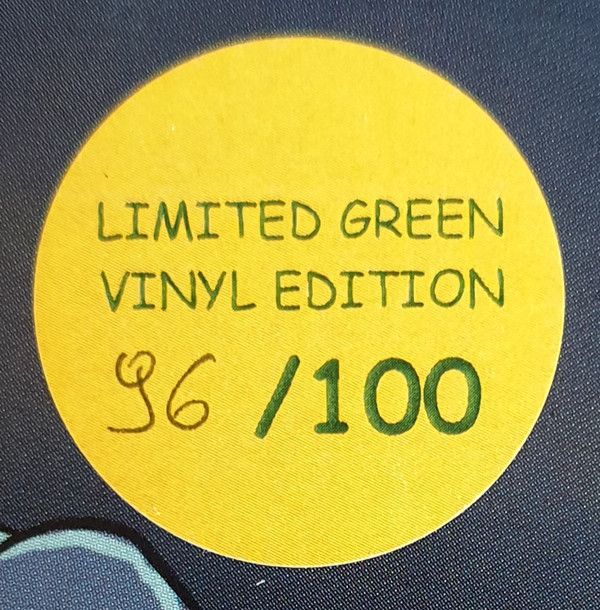 LIMITED GREEN
VINYL EDITION
96 /100